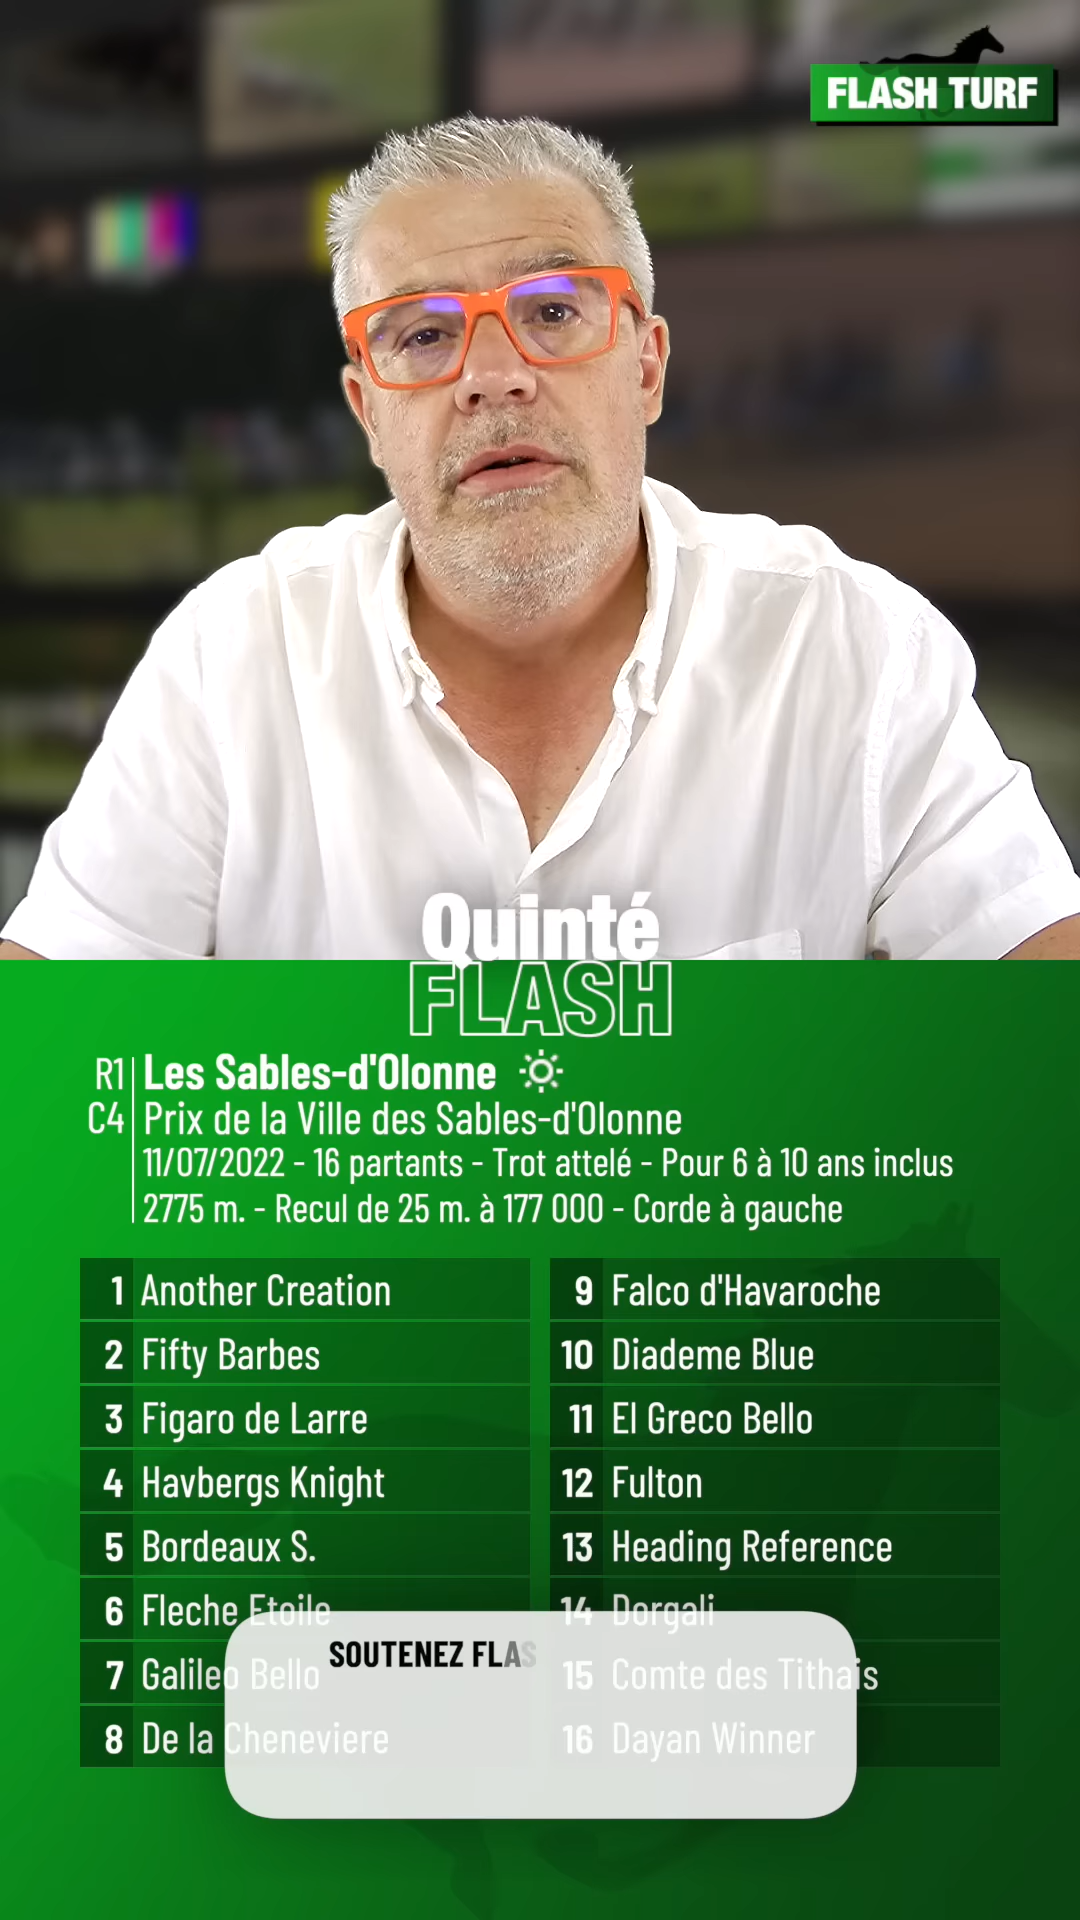 FLASH TURF
Quinté
FLASH
R1 Les Sables-d'Olonne
C4 Prix de la Ville des Sables-d'Olonne
11/07/2022 - 16 partants - Trot attelé - Pour 6 à 10 ans inclus
2775 m. - Recul de 25 m. à 177 000 - Corde à gauche
1 Another Creation
2 Fifty Barbes
3 Figaro de Larre
4 Havbergs Knight
5 Bordeaux S.
6 Fleche Etoile
7 Galileo Bello
8 De la Cheneviere
9 Falco d'Havaroche
10 Diademe Blue
11 El Greco Bello
12 Fulton
13 Heading Reference
14 Dorgali
15 Comte des Tithais
16 Dayan Winner
SOUTENEZ FLAS